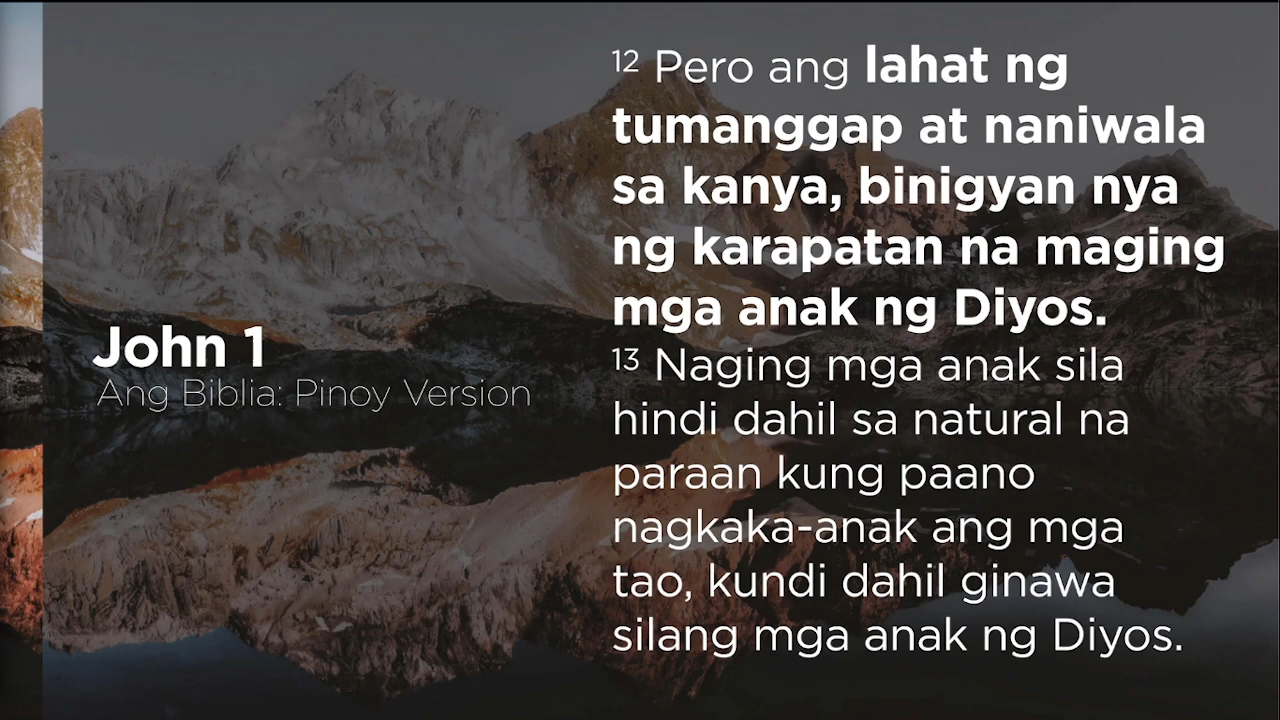 John 1
Ang Biblia: Pinoy Version
12 Pero ang lahat ng
tumanggap at naniwala
sa kanya, binigyan nya
ng karapatan na maging
mga anak ng Diyos.
13 Naging mga anak sila
hindi dahil sa natural na
paraan kung paano
nagkaka-anak ang mga
tao, kundi dahil ginawa
silang mga anak ng Diyos.